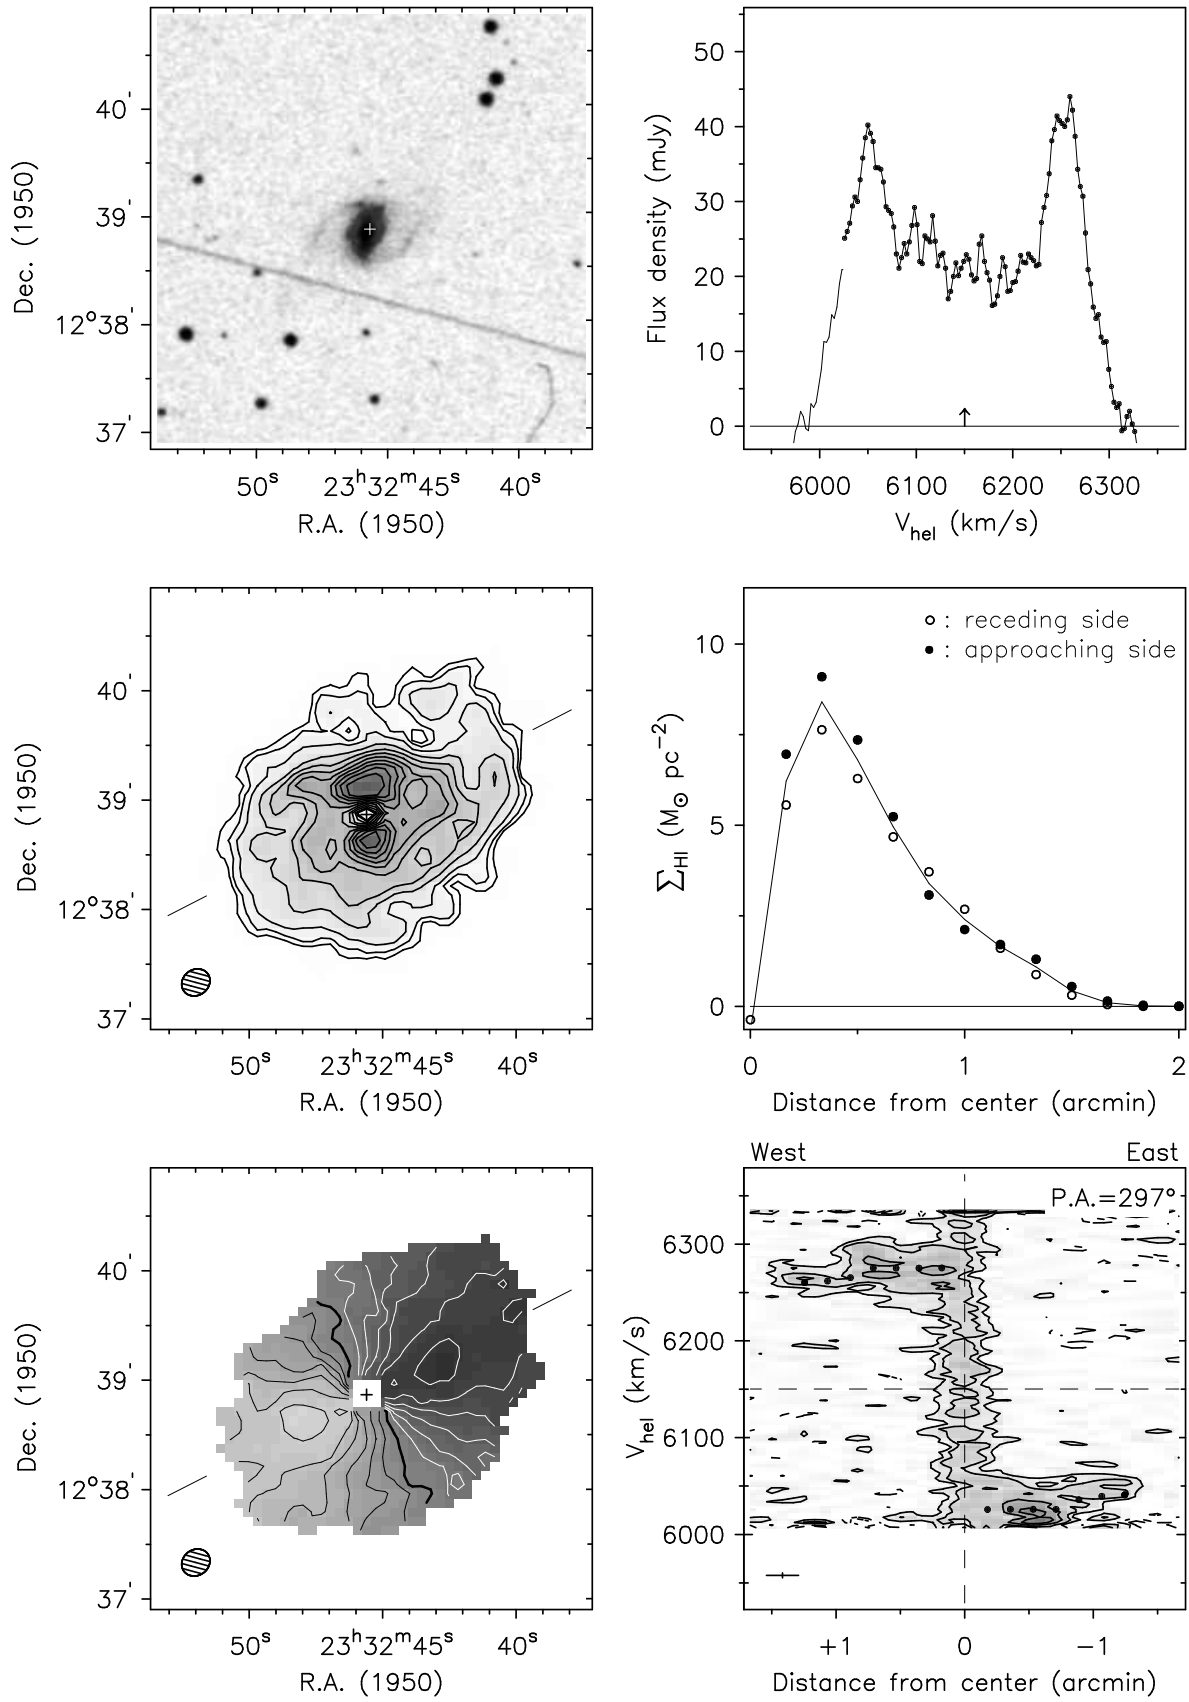 Dec. (1950)
40'
39'
12°38'
37'
50ˢ 23ʰ32ᵐ45ˢ 40ˢ
R.A. (1950)
Flux density (mJy)
50
40
30
20
10
0
6000 6100 6200 6300
V_hel (km/s)
Dec. (1950)
40'
39'
12°38'
37'
50ˢ 23ʰ32ᵐ45ˢ 40ˢ
R.A. (1950)
Σ_HI (M_⊙ pc⁻²)
○ : receding side
● : approaching side
10
5
0
0 1 2
Distance from center (arcmin)
Dec. (1950)
40'
39'
12°38'
37'
50ˢ 23ʰ32ᵐ45ˢ 40ˢ
R.A. (1950)
West East
P.A.=297°
V_hel (km/s)
6300
6200
6100
6000
+1 0 −1
Distance from center (arcmin)